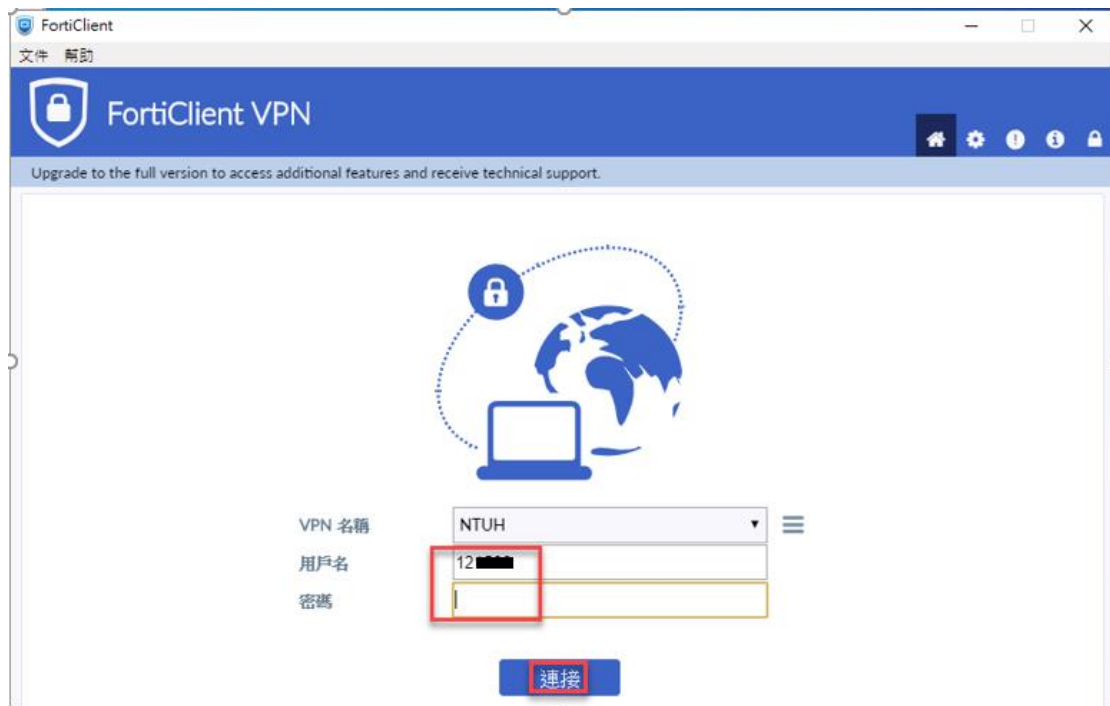 FortiClient
文件 幫助
FortiClient VPN
Upgrade to the full version to access additional features and receive technical support.
VPN 名稱 NTUH
用戶名 12
密碼
連接